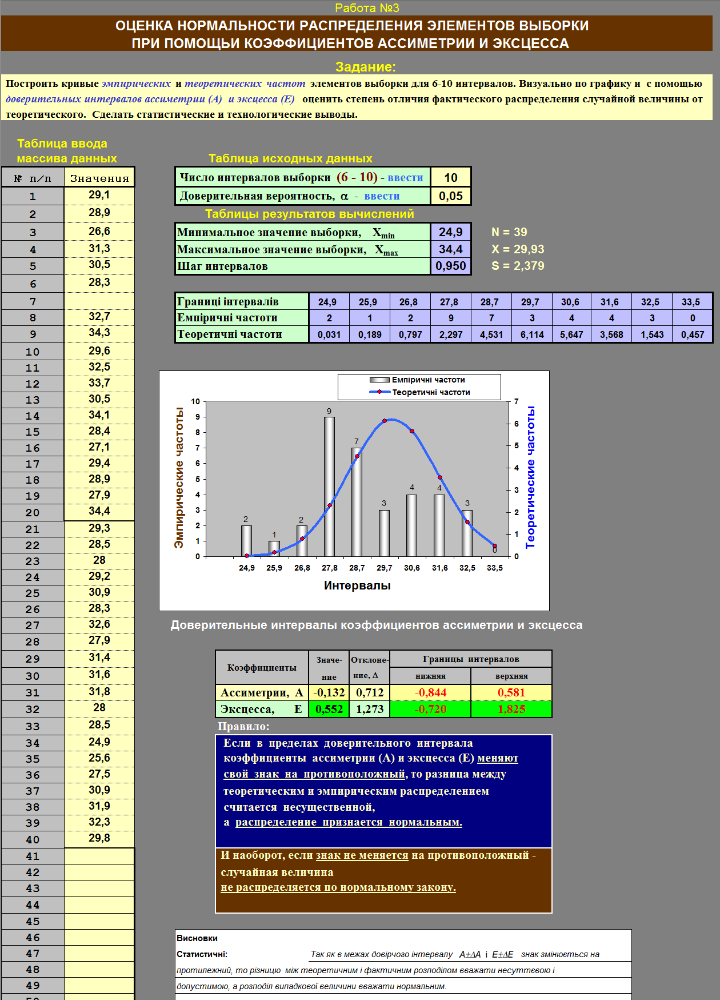 Работа №3
ОЦЕНКА НОРМАЛЬНОСТИ РАСПРЕДЕЛЕНИЯ ЭЛЕМЕНТОВ ВЫБОРКИ
ПРИ ПОМОЩЬИ КОЭФФИЦИЕНТОВ АССИМЕТРИИ И ЭКСЦЕССА
Задание:
Построить кривые эмпирических и теоретических частот элементов выборки для 6-10 интервалов. Визуально по графику и с помощью
доверительных интервалов ассиметрии (А) и эксцесса (Е) оценить степень отличия фактического распределения случайной величины от
теоретического. Сделать статистические и технологические выводы.
Таблица ввода
массива данных
№ п/п Значения
1 29,1
2 28,9
3 26,6
4 31,3
5 30,5
6 28,3
7
8 32,7
9 34,3
10 29,6
11 32,5
12 33,7
13 30,5
14 34,1
15 28,4
16 27,1
17 29,4
18 28,9
19 27,9
20 34,4
21 29,3
22 28,5
23 28
24 29,2
25 30,9
26 28,3
27 32,6
28 27,9
29 31,4
30 31,6
31 31,8
32 28
33 28,5
34 24,9
35 25,6
36 27,5
37 30,9
38 31,9
39 32,3
40 29,8
41
42
43
44
45
46
47
48
49
Таблица исходных данных
Число интервалов выборки (6 - 10) - ввести 10
Доверительная вероятность, α - ввести 0,05
Таблицы результатов вычислений
Минимальное значение выборки, Xmin 24,9 N = 39
Максимальное значение выборки, Xmax 34,4 X = 29,93
Шаг интервалов 0,950 S = 2,379
Границі інтервалів 24,9 25,9 26,8 27,8 28,7 29,7 30,6 31,6 32,5 33,5
Емпіричні частоти 2 1 2 9 7 3 4 4 3 0
Теоретичні частоти 0,031 0,189 0,797 2,297 4,531 6,114 5,647 3,568 1,543 0,457
Емпіричні частоти
Теоретичні частоти
Эмпирические частоты
10
9
8
7
6
5
4
3
2
1
0
2 1 2 9 7 3 4 4 3 0
7
6
5
4
3
2
1
0
Теоретические частоты
24,9 25,9 26,8 27,8 28,7 29,7 30,6 31,6 32,5 33,5
Интервалы
Доверительные интервалы коэффициентов ассиметрии и эксцесса
Коэффициенты Значе- Отклоне- Границы интервалов
ние ние, Δ нижняя верхняя
Ассиметрии, А -0,132 0,712 -0,844 0,581
Эксцесса, Е 0,552 1,273 -0,720 1,825
Правило:
Если в пределах доверительного интервала
коэффициенты ассиметрии (А) и эксцесса (Е) меняют
свой знак на противоположный, то разница между
теоретическим и эмпирическим распределением
считается несущественной,
а распределение признается нормальным.
И наоборот, если знак не меняется на противоположный -
случайная величина
не распределяется по нормальному закону.
Висновки
Статистичні: Так як в межах довірчого інтервалу A±ΔA і E±ΔE знак змінюється на
протилежний, то різницю між теоретичним і фактичним розподілом вважати несуттєвою і
допустимою, а розподіл випадкової величини вважати нормальним.